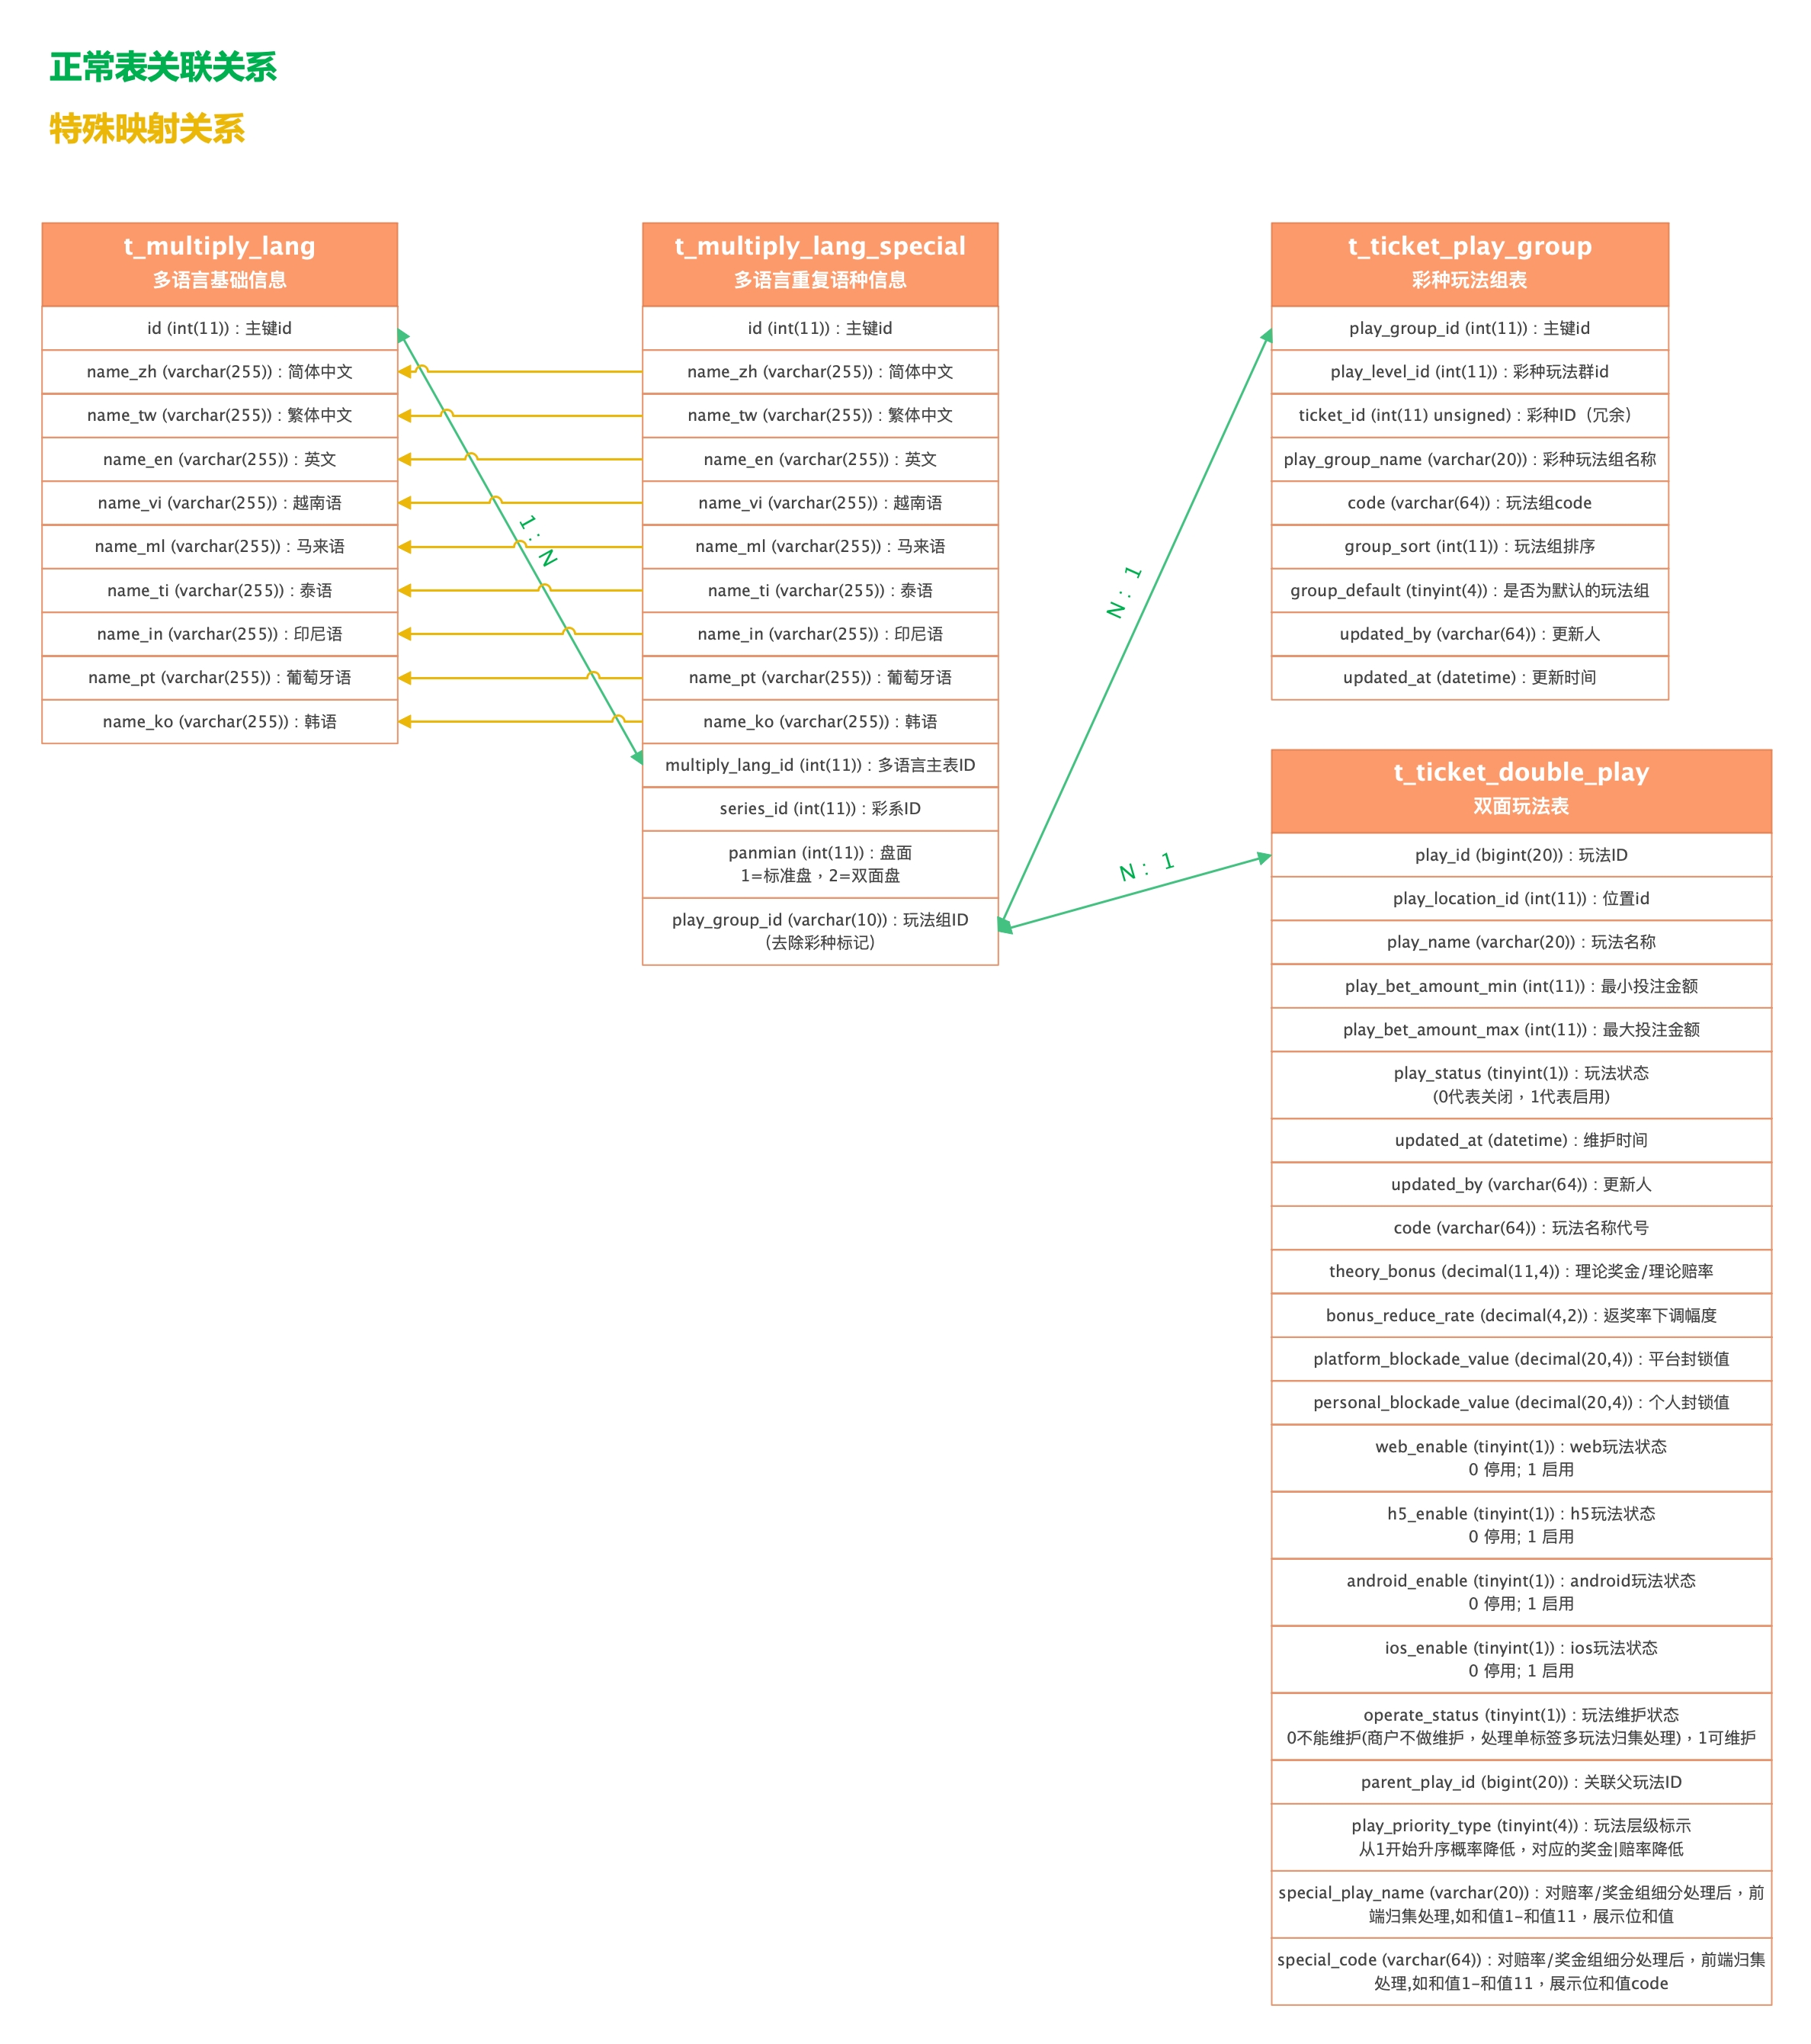 正常表关联关系
特殊映射关系
t_multiply_lang
多语言基础信息
id (int(11)) : 主键id
name_zh (varchar(255)) : 简体中文
name_tw (varchar(255)) : 繁体中文
name_en (varchar(255)) : 英文
name_vi (varchar(255)) : 越南语
name_ml (varchar(255)) : 马来语
name_ti (varchar(255)) : 泰语
name_in (varchar(255)) : 印尼语
name_pt (varchar(255)) : 葡萄牙语
name_ko (varchar(255)) : 韩语
1 : N
t_multiply_lang_special
多语言重复语种信息
id (int(11)) : 主键id
name_zh (varchar(255)) : 简体中文
name_tw (varchar(255)) : 繁体中文
name_en (varchar(255)) : 英文
name_vi (varchar(255)) : 越南语
name_ml (varchar(255)) : 马来语
name_ti (varchar(255)) : 泰语
name_in (varchar(255)) : 印尼语
name_pt (varchar(255)) : 葡萄牙语
name_ko (varchar(255)) : 韩语
multiply_lang_id (int(11)) : 多语言主表ID
series_id (int(11)) : 彩系ID
panmian (int(11)) : 盘面
1=标准盘，2=双面盘
play_group_id (varchar(10)) : 玩法组ID
(去除彩种标记)
N : 1
N : 1
t_ticket_play_group
彩种玩法组表
play_group_id (int(11)) : 主键id
play_level_id (int(11)) : 彩种玩法群id
ticket_id (int(11) unsigned) : 彩种ID（冗余）
play_group_name (varchar(20)) : 彩种玩法组名称
code (varchar(64)) : 玩法组code
group_sort (int(11)) : 玩法组排序
group_default (tinyint(4)) : 是否为默认的玩法组
updated_by (varchar(64)) : 更新人
updated_at (datetime) : 更新时间
t_ticket_double_play
双面玩法表
play_id (bigint(20)) : 玩法ID
play_location_id (int(11)) : 位置id
play_name (varchar(20)) : 玩法名称
play_bet_amount_min (int(11)) : 最小投注金额
play_bet_amount_max (int(11)) : 最大投注金额
play_status (tinyint(1)) : 玩法状态
(0代表关闭，1代表启用)
updated_at (datetime) : 维护时间
updated_by (varchar(64)) : 更新人
code (varchar(64)) : 玩法名称代号
theory_bonus (decimal(11,4)) : 理论奖金/理论赔率
bonus_reduce_rate (decimal(4,2)) : 返奖率下调幅度
platform_blockade_value (decimal(20,4)) : 平台封锁值
personal_blockade_value (decimal(20,4)) : 个人封锁值
web_enable (tinyint(1)) : web玩法状态
0 停用; 1 启用
h5_enable (tinyint(1)) : h5玩法状态
0 停用; 1 启用
android_enable (tinyint(1)) : android玩法状态
0 停用; 1 启用
ios_enable (tinyint(1)) : ios玩法状态
0 停用; 1 启用
operate_status (tinyint(1)) : 玩法维护状态
0不能维护(商户不做维护，处理单标签多玩法归集处理)，1可维护
parent_play_id (bigint(20)) : 关联父玩法ID
play_priority_type (tinyint(4)) : 玩法层级标示
从1开始升序概率降低，对应的奖金|赔率降低
special_play_name (varchar(20)) : 对赔率/奖金组细分处理后，前
端归集处理,如和值1-和值11，展示位和值
special_code (varchar(64)) : 对赔率/奖金组细分处理后，前端归集
处理,如和值1-和值11，展示位和值code